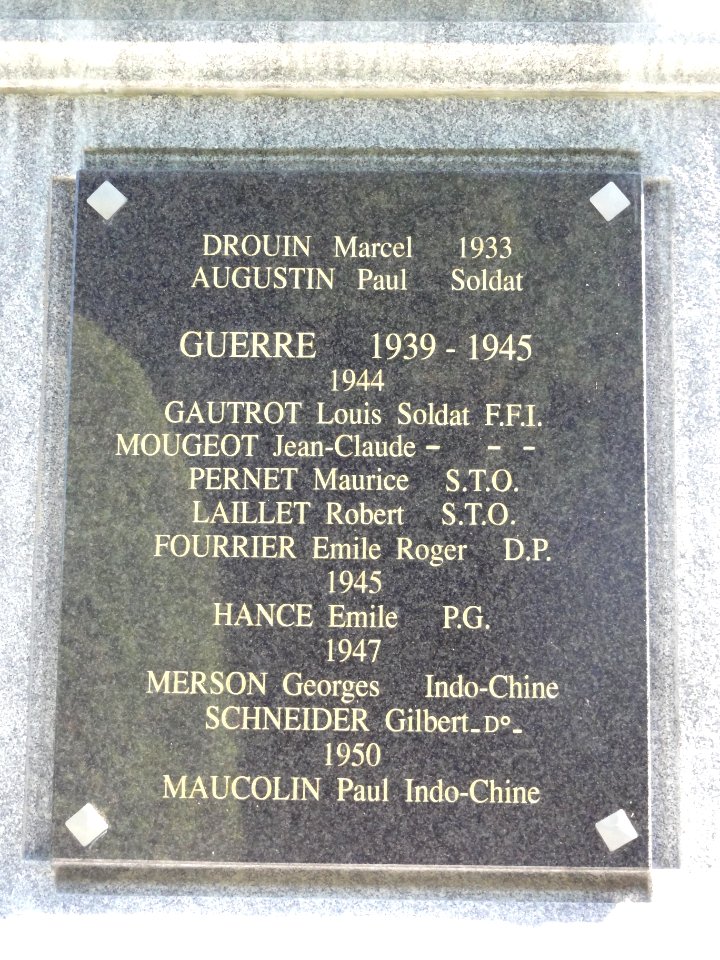 DROUIN Marcel 1933
AUGUSTIN Paul Soldat
GUERRE 1939 - 1945
1944
GAUTROT Louis Soldat F.F.I.
MOUGEOT Jean-Claude - - -
PERNET Maurice S.T.O.
LAILLET Robert S.T.O.
FOURRIER Emile Roger D.P.
1945
HANCE Emile P.G.
1947
MERSON Georges Indo-Chine
SCHNEIDER Gilbert - D° -
1950
MAUCOLIN Paul Indo-Chine